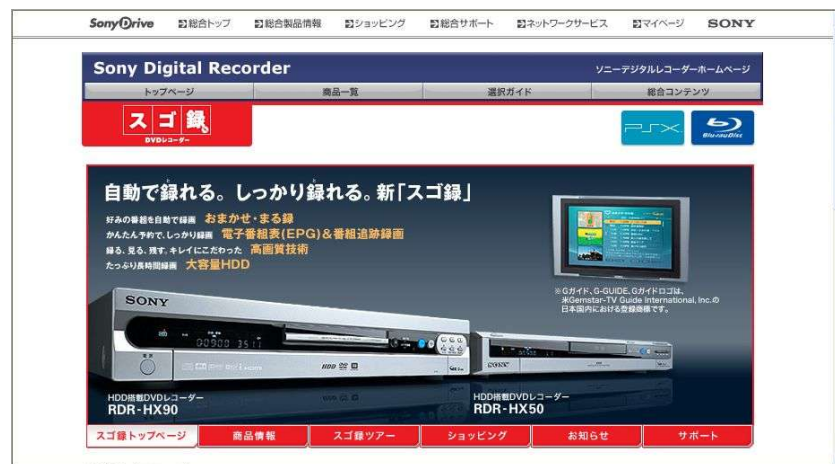 Sony Drive 総合トップ 総合製品情報 ショッピング 総合サポート ネットワークサービス マイページ SONY
Sony Digital Recorder ソニーデジタルレコーダーホームページ
トップページ 商品一覧 選択ガイド 総合コンテンツ
スゴ録
DVDレコーダー
PSX
Blu-ray Disc
自動で録れる。しっかり録れる。新「スゴ録」
好みの番組を自動で録画 おまかせ・まる録
かんたん予約で、しっかり録画 電子番組表(EPG)&番組追跡録画
録る、見る、残す、キレイにこだわった 高画質技術
たっぷり長時間録画 大容量HDD
※Gガイド、G-GUIDE、Gガイドロゴは、
米Gemstar-TV Guide International, Inc.の
日本国内における登録商標です。
SONY
HDD
SONY
HDD搭載DVDレコーダー
RDR-HX90
HDD搭載DVDレコーダー
RDR-HX50
スゴ録トップページ 商品情報 スゴ録ツアー ショッピング お知らせ サポート